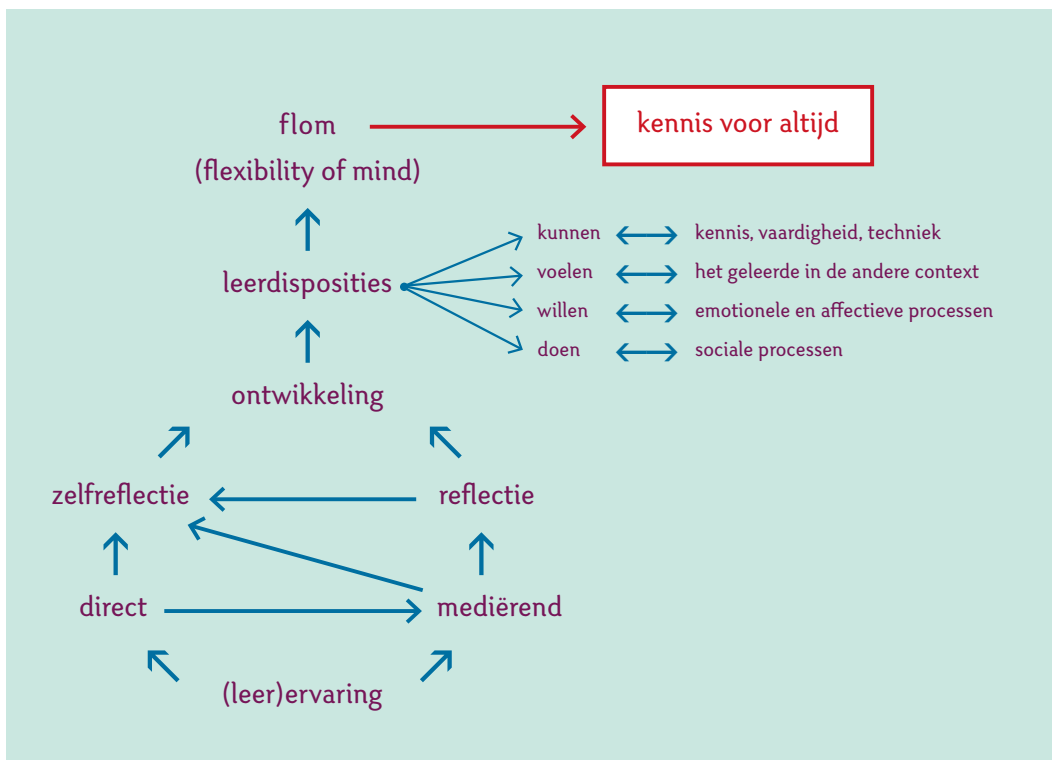 flom
(flexibility of mind)
kennis voor altijd
leerdisposities
kunnen
kennis, vaardigheid, techniek
voelen
het geleerde in de andere context
willen
emotionele en affectieve processen
doen
sociale processen
ontwikkeling
zelfreflectie
reflectie
direct
mediërend
(leer)ervaring